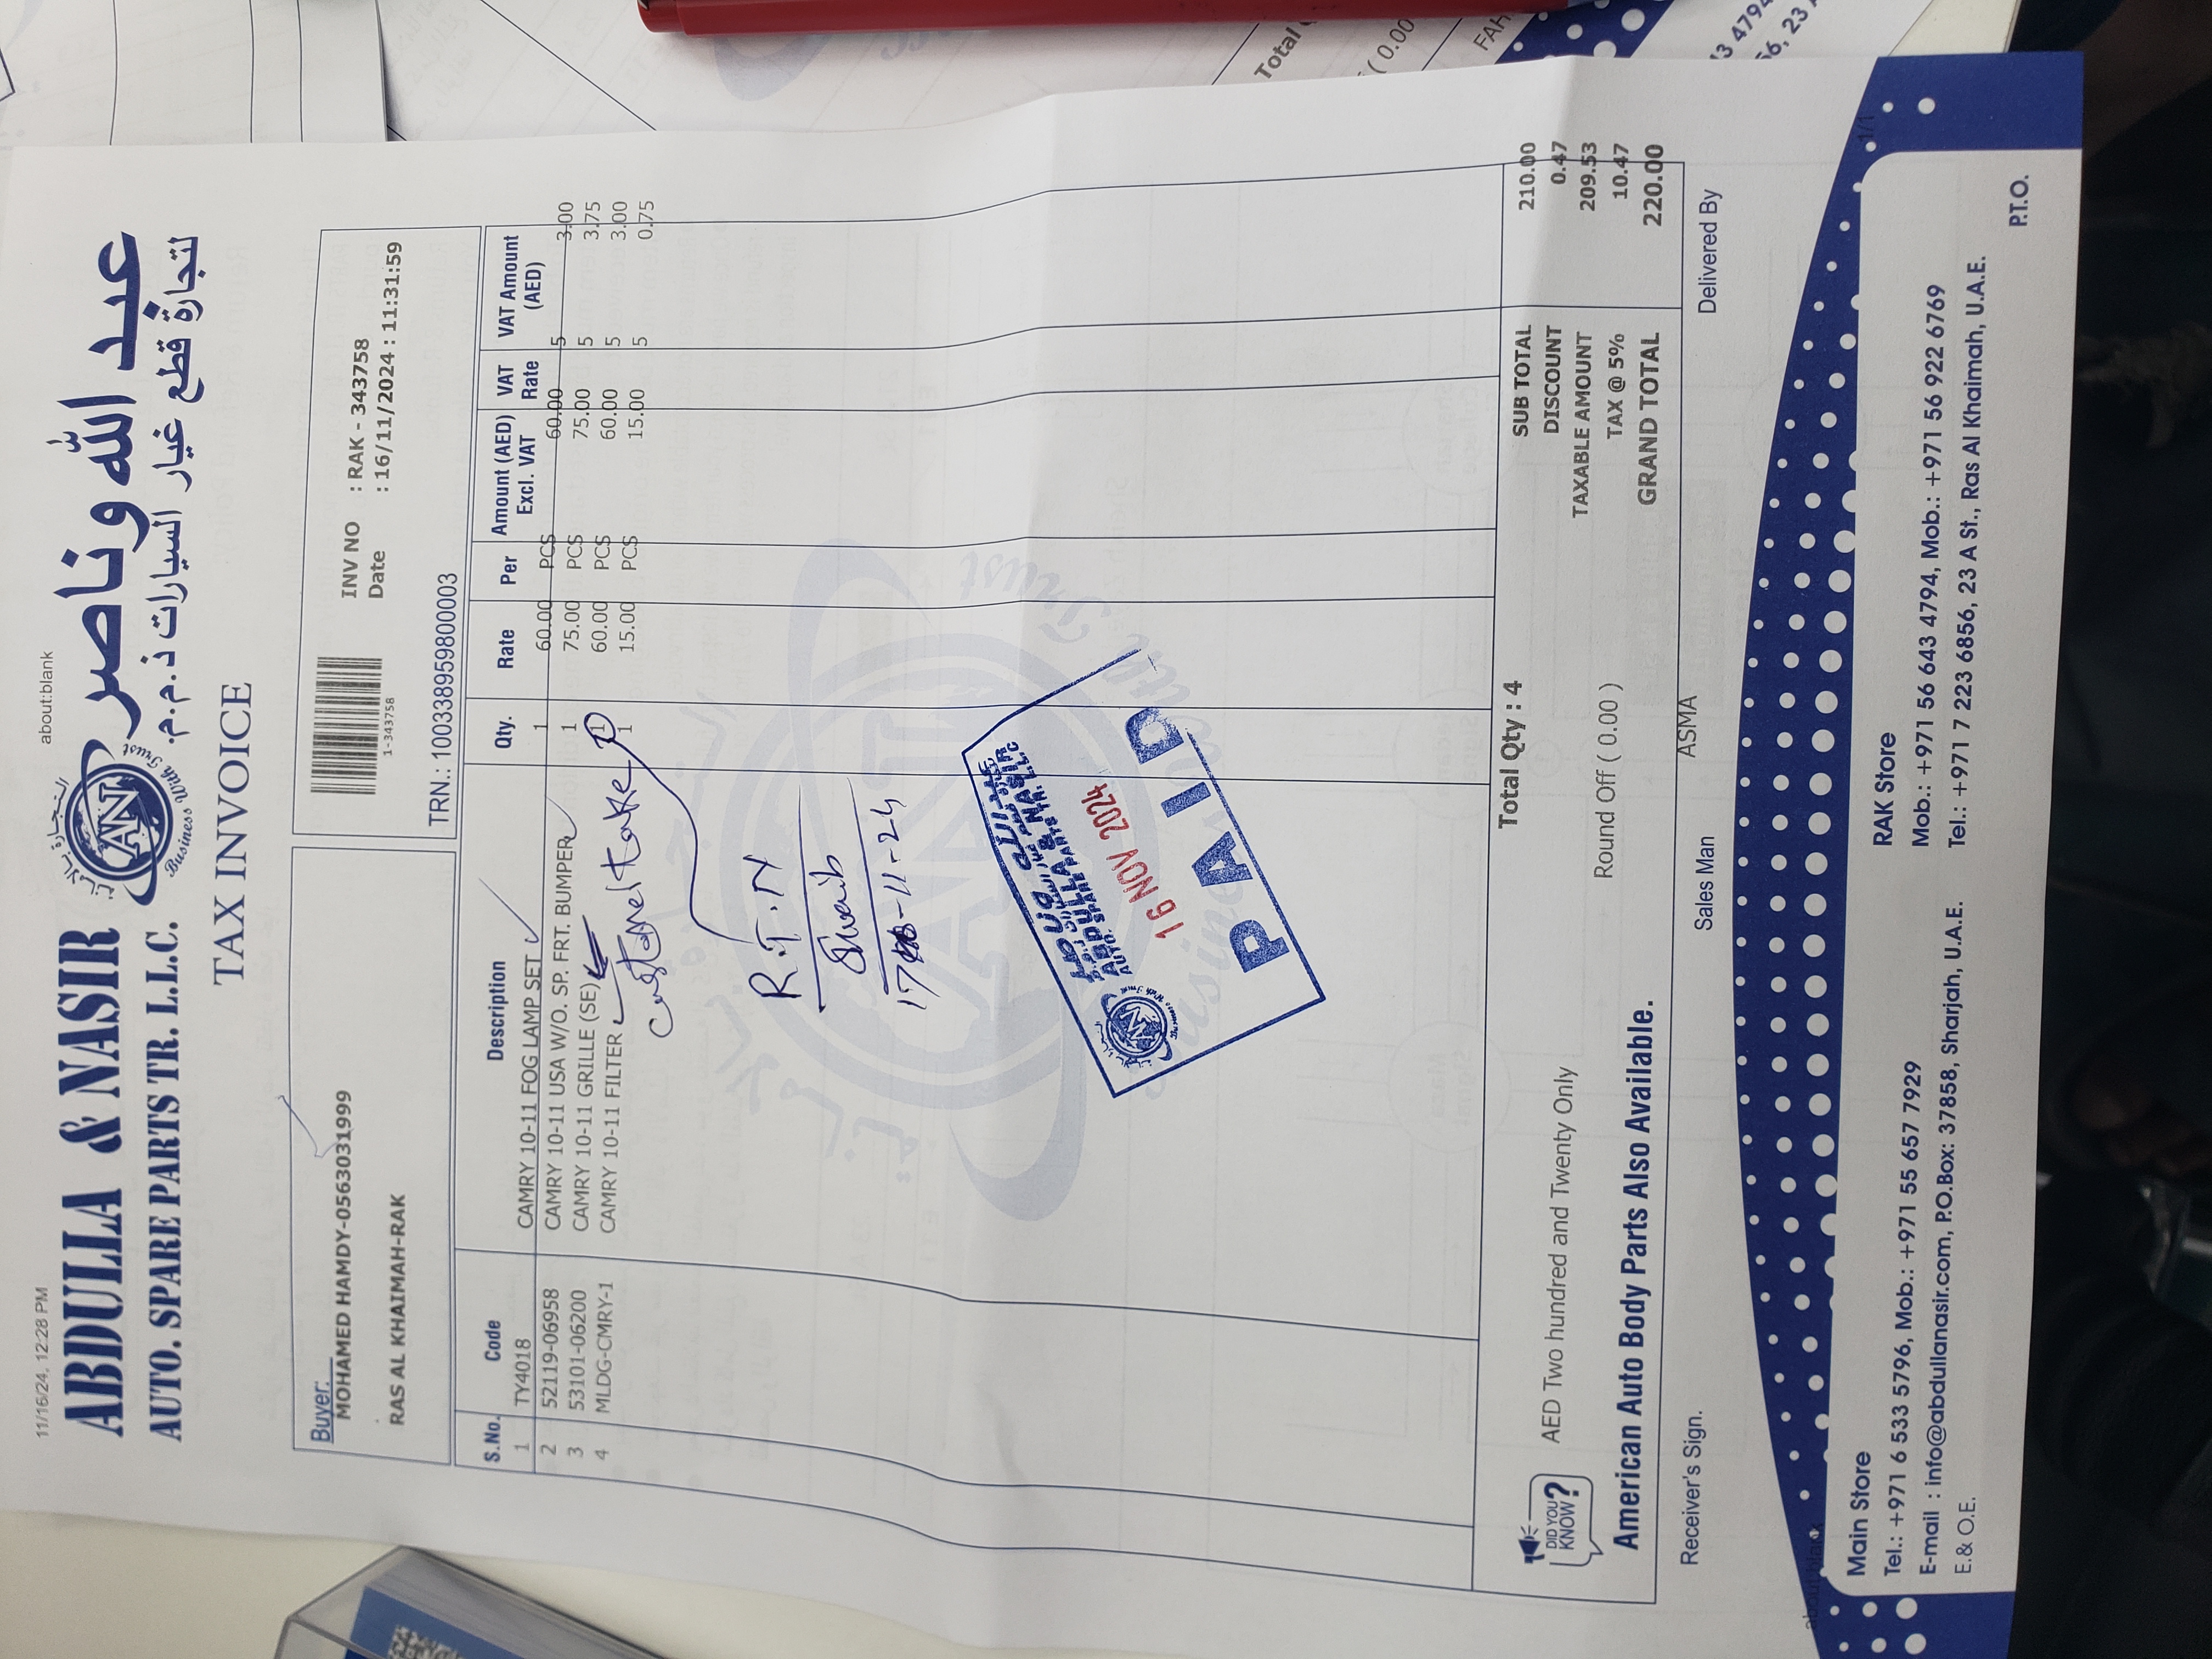 11/16/24, 12:28 PM about:blank
ABDULLA & NASIR
AUTO. SPARE PARTS TR. L.L.C.
AN
Business With Trust
عبد الله وناصر
لتجارة قطع غيار السيارات ذ.م.م.
TAX INVOICE
Buyer:
MOHAMED HAMDY-0563031999
RAS AL KHAIMAH-RAK
1-343758
INV NO : RAK - 343758
Date : 16/11/2024 : 11:31:59
TRN.: 100338959800003
S.No. Code Description Qty. Rate Per Amount (AED) Excl. VAT VAT Rate VAT Amount (AED)
1 TY4018 CAMRY 10-11 FOG LAMP SET 1 60.00 PCS 60.00 5 3.00
2 52119-06958 CAMRY 10-11 USA W/O. SP. FRT. BUMPER 1 75.00 PCS 75.00 5 3.75
3 53101-06200 CAMRY 10-11 GRILLE (SE) 1 60.00 PCS 60.00 5 3.00
4 MLDG-CMRY-1 CAMRY 10-11 FILTER 1 15.00 PCS 15.00 5 0.75
take
R.T.N
-11-24
ABDULLA & NASIR
AUTO. SPARE PARTS TR. L.L.C
16 NOV 2024
PAID
Total Qty : 4
SUB TOTAL 210.00
DISCOUNT 0.47
TAXABLE AMOUNT 209.53
TAX @ 5% 10.47
GRAND TOTAL 220.00
DID YOU KNOW?
AED Two hundred and Twenty Only
Round Off ( 0.00 )
American Auto Body Parts Also Available.
ASMA
Receiver's Sign. Sales Man Delivered By
1/1
Main Store
Tel.: +971 6 533 5796, Mob.: +971 55 657 7929
E-mail : info@abdullanasir.com, P.O.Box: 37858, Sharjah, U.A.E.
E.& O.E.
RAK Store
Mob.: +971 56 643 4794, Mob.: +971 56 922 6769
Tel.: +971 7 223 6856, 23 A St., Ras Al Khaimah, U.A.E.
P.T.O.
Total
( 0.00
FAH
3 4794
56, 23